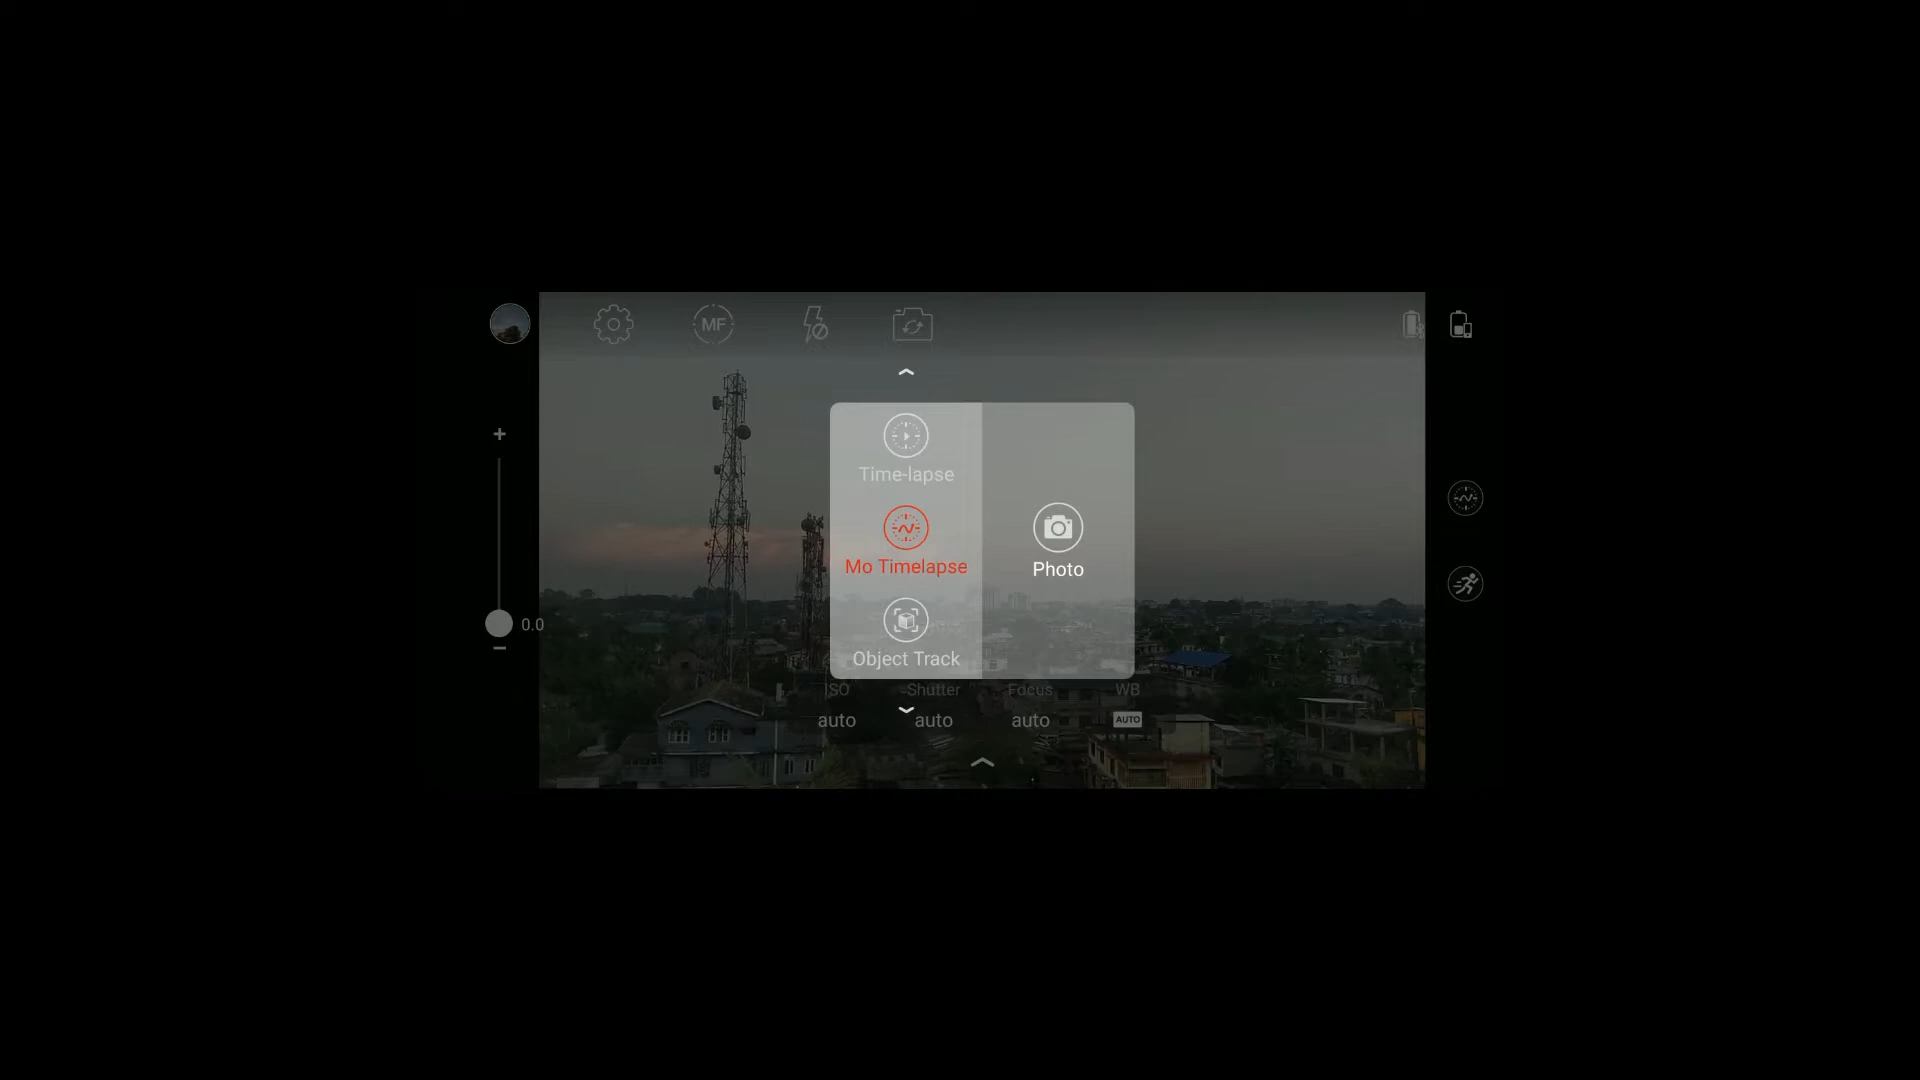 MF
+
Time-lapse
Mo Timelapse
Photo
0.0
−
Object Track
ISO Shutter Focus WB
auto auto auto AUTO